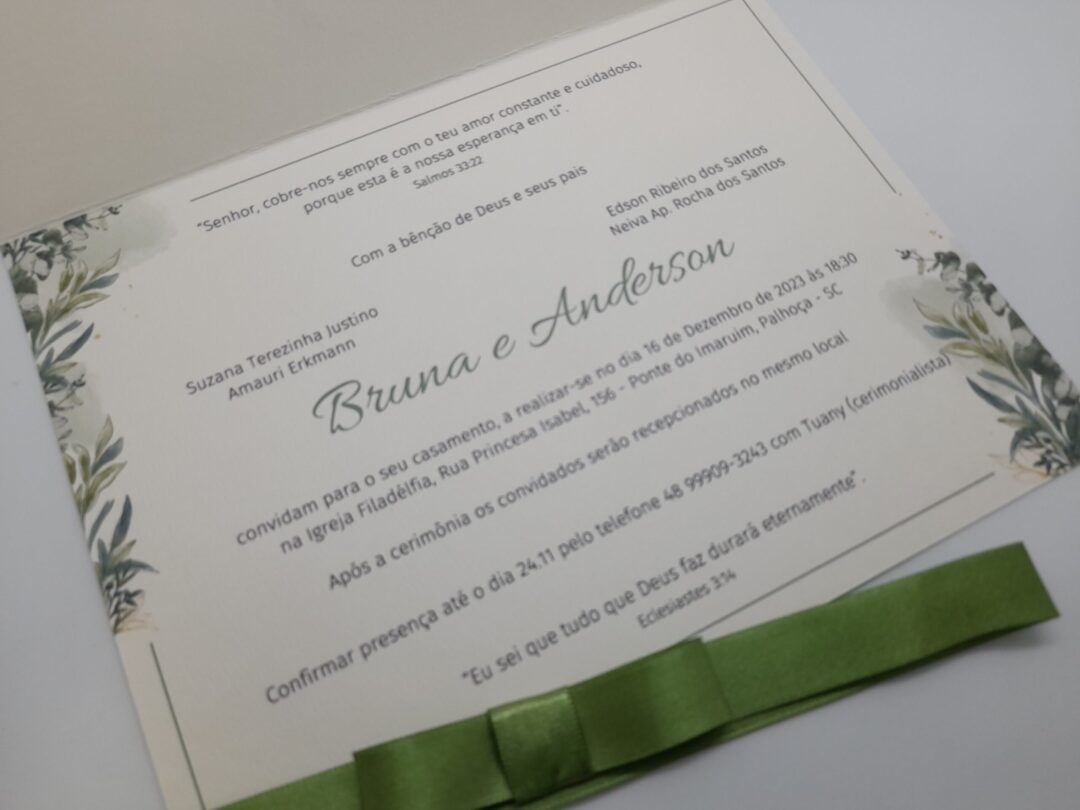 "Senhor, cobre-nos sempre com o teu amor constante e cuidadoso,
porque esta é a nossa esperança em ti".
Salmos 33:22
Com a bênção de Deus e seus pais
Suzana Terezinha Justino
Amauri Erkmann
Edson Ribeiro dos Santos
Neiva Ap. Rocha dos Santos
Bruna e Anderson
convidam para o seu casamento, a realizar-se no dia 16 de Dezembro de 2023 às 18:30
na Igreja Filadélfia, Rua Princesa Isabel, 156 - Ponte do Imaruim, Palhoça - SC
Após a cerimônia os convidados serão recepcionados no mesmo local
Confirmar presença até o dia 24.11 pelo telefone 48 99909-3243 com Tuany (cerimonialista)
"Eu sei que tudo que Deus faz durará eternamente".
Eclesiastes 3:14